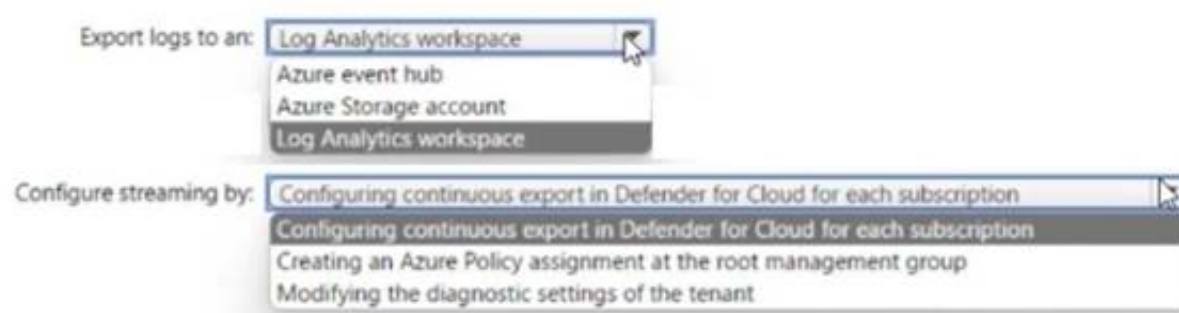 Export logs to an: Log Analytics workspace
Azure event hub
Azure Storage account
Log Analytics workspace
Configure streaming by: Configuring continuous export in Defender for Cloud for each subscription
Configuring continuous export in Defender for Cloud for each subscription
Creating an Azure Policy assignment at the root management group
Modifying the diagnostic settings of the tenant